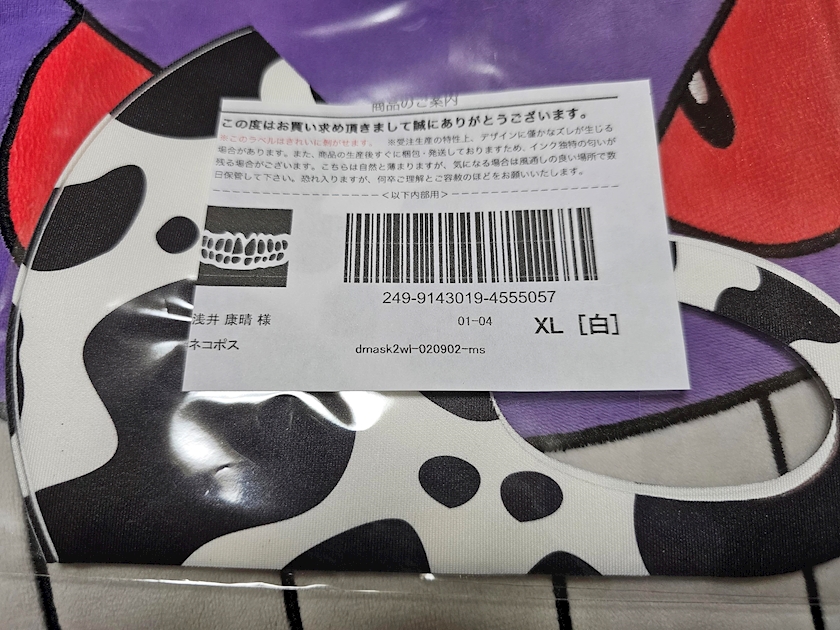 商品のご案内
この度はお買い求め頂きまして誠にありがとうございます。
※このラベルはきれいに剝がせます。 ※受注生産の特性上、デザインに僅かなズレが生じる
場合があります。また、商品の生産後すぐに梱包・発送しておりますため、インク独特の匂いが
残る場合がございます。こちらは自然と薄まりますが、気になる場合は風通しの良い場所で数
日保管して下さい。恐れ入りますが、何卒ご理解とご容赦のほどをお願いいたします。
<以下内部用>
249-9143019-4555057
浅井 康晴 様
01-04
XL [白]
ネコポス
dmask2wl-020902-ms